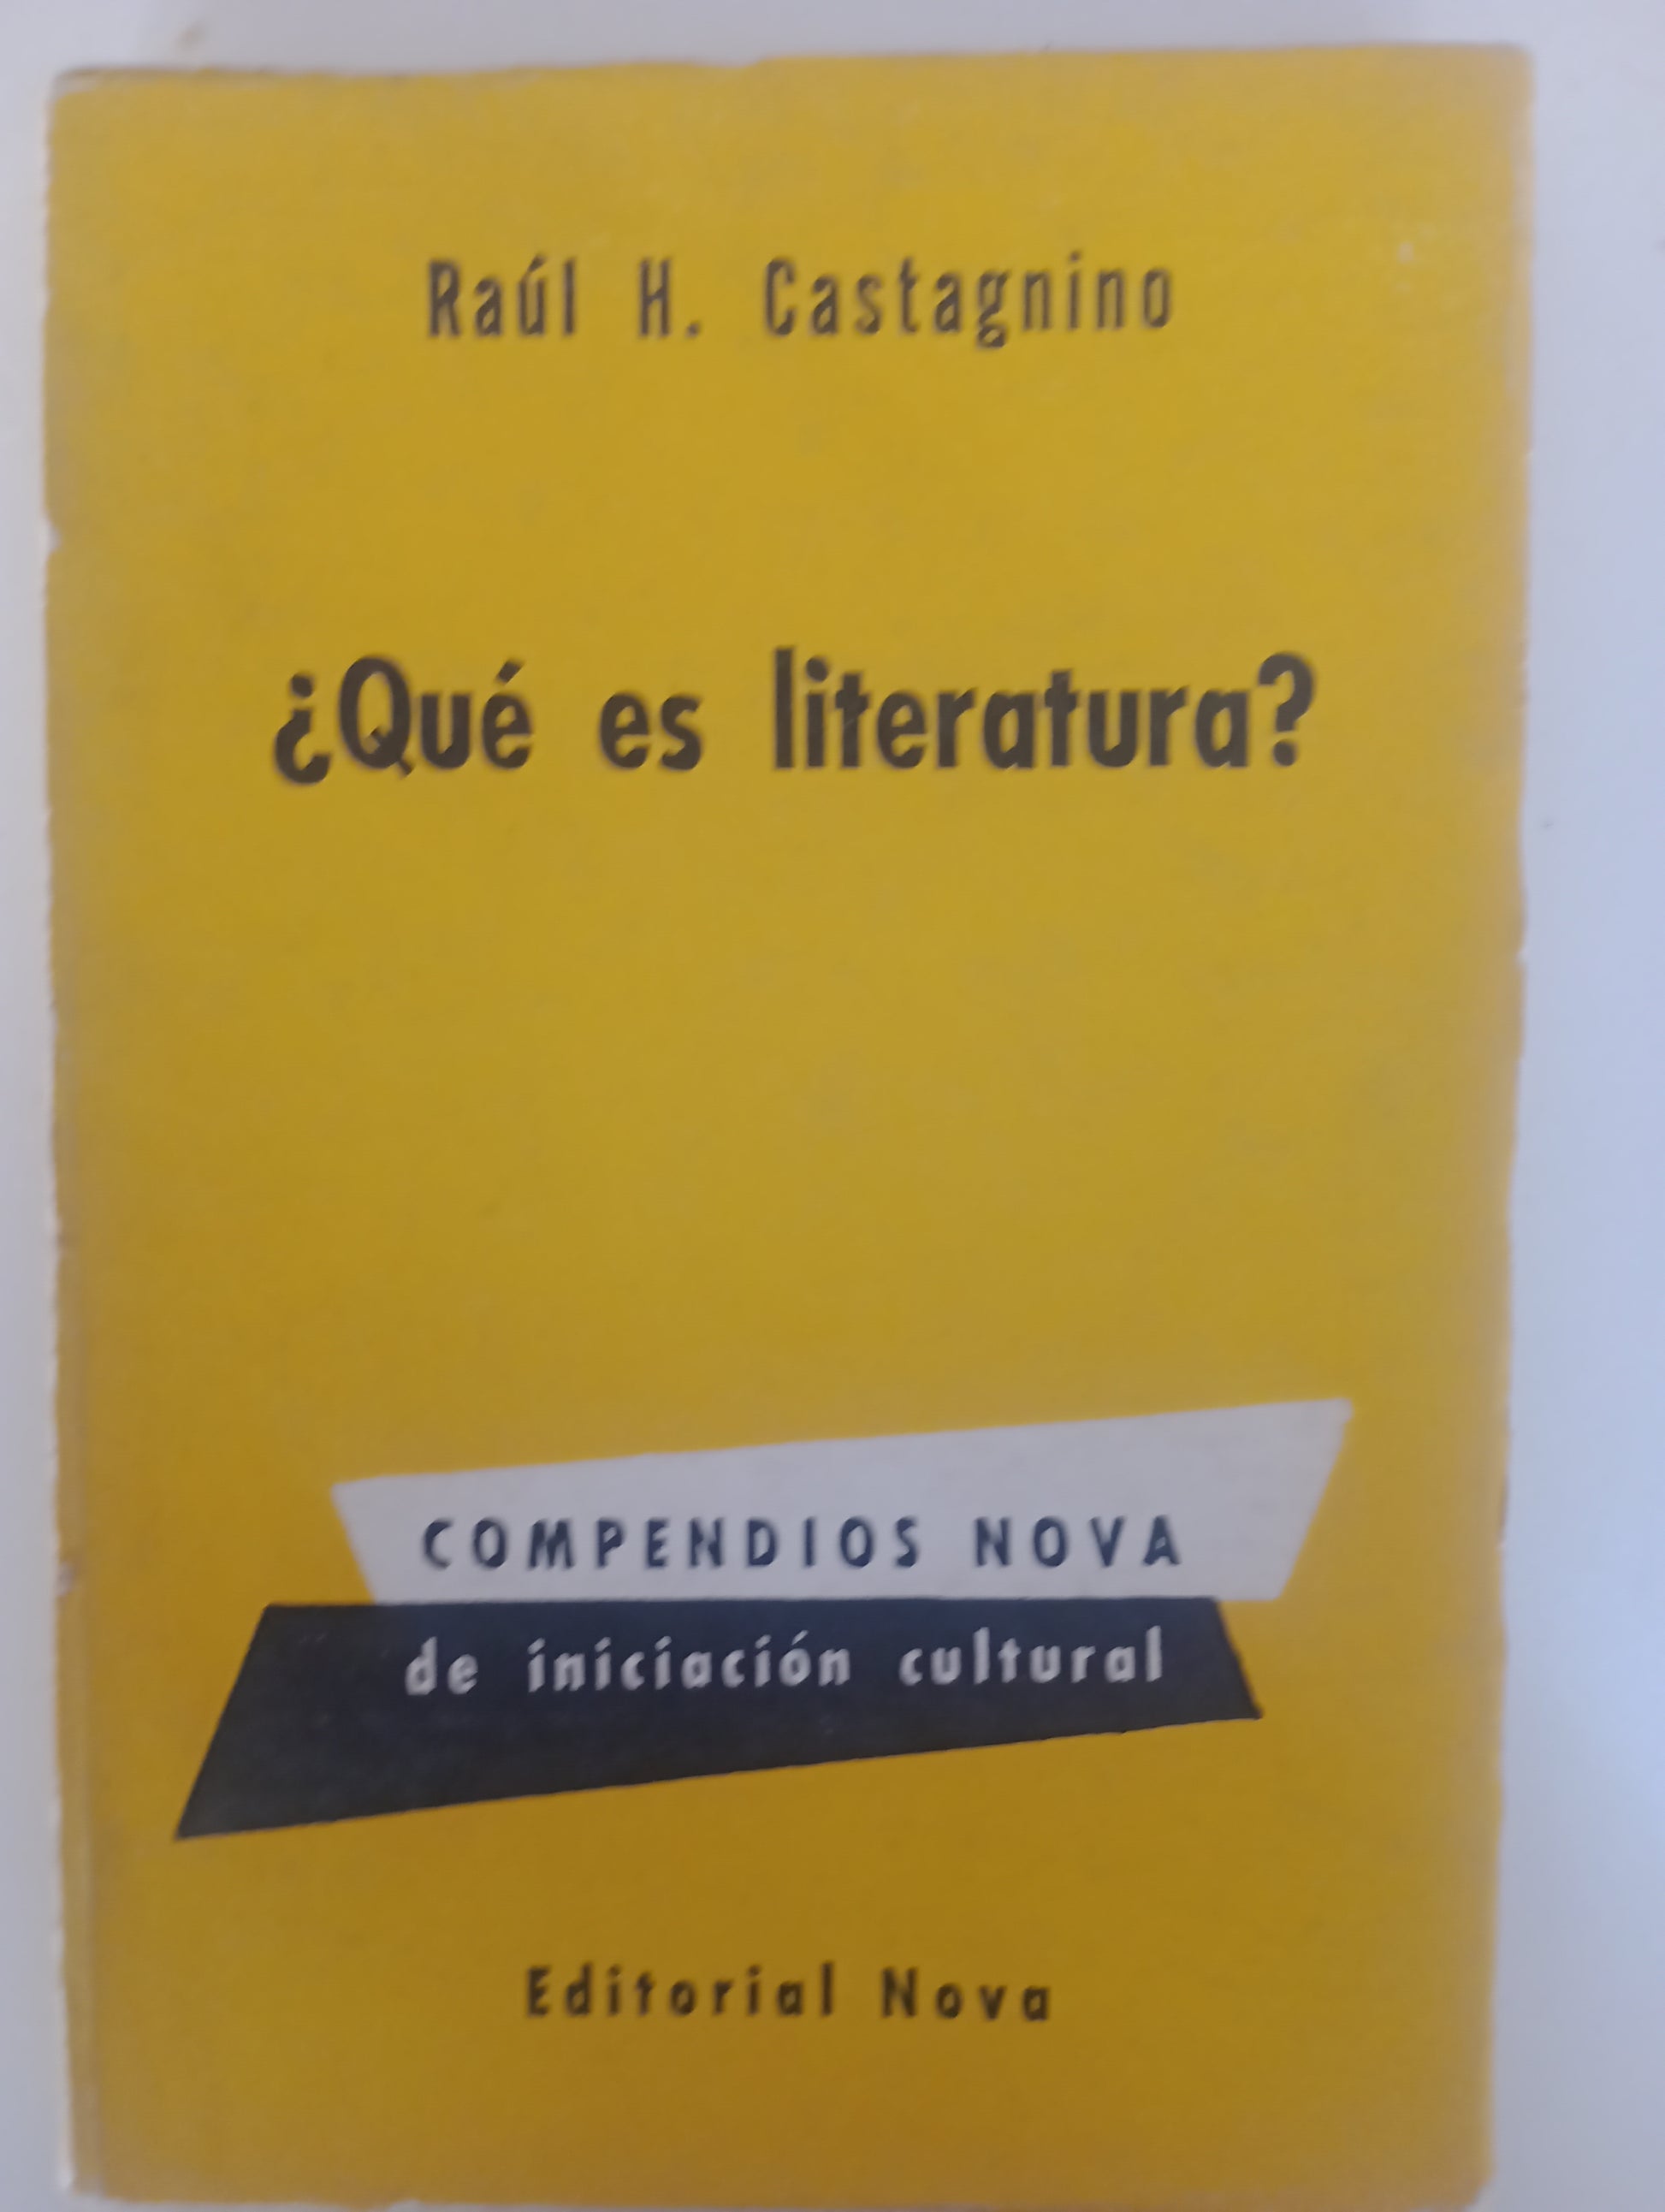 Raúl H. Castagnino
¿Qué es literatura?
COMPENDIOS NOVA
de iniciación cultural
Editorial Nova